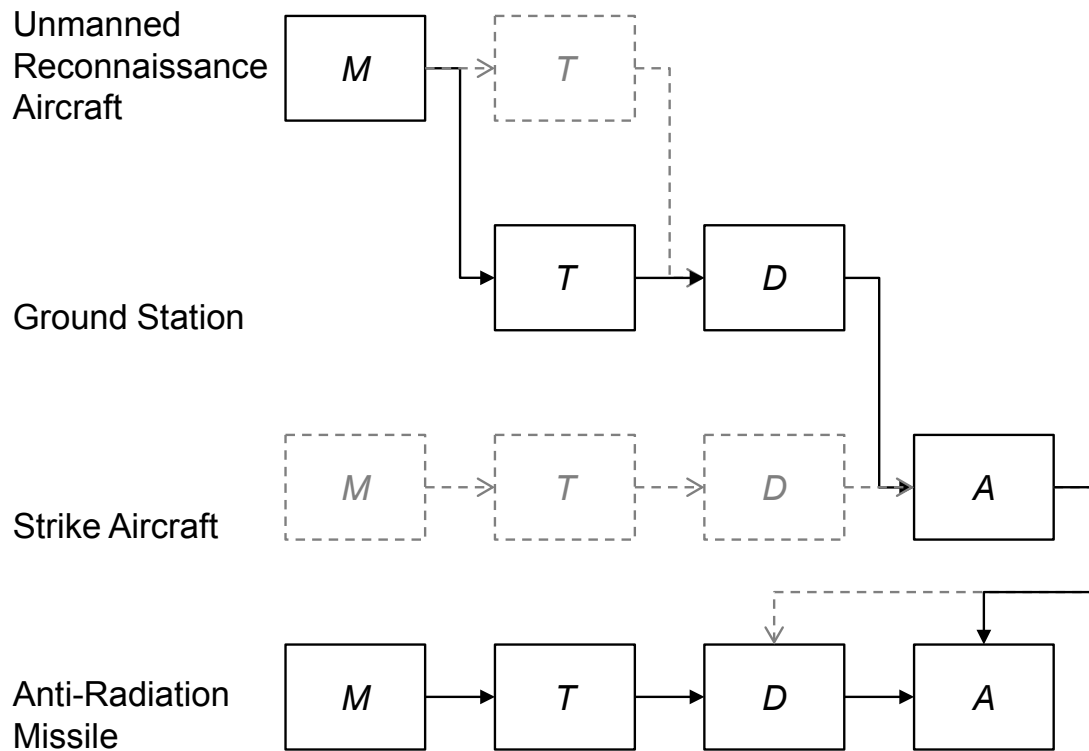 Unmanned
Reconnaissance
Aircraft
M
T
T
D
Ground Station
M
T
D
A
Strike Aircraft
M
T
D
A
Anti-Radiation
Missile